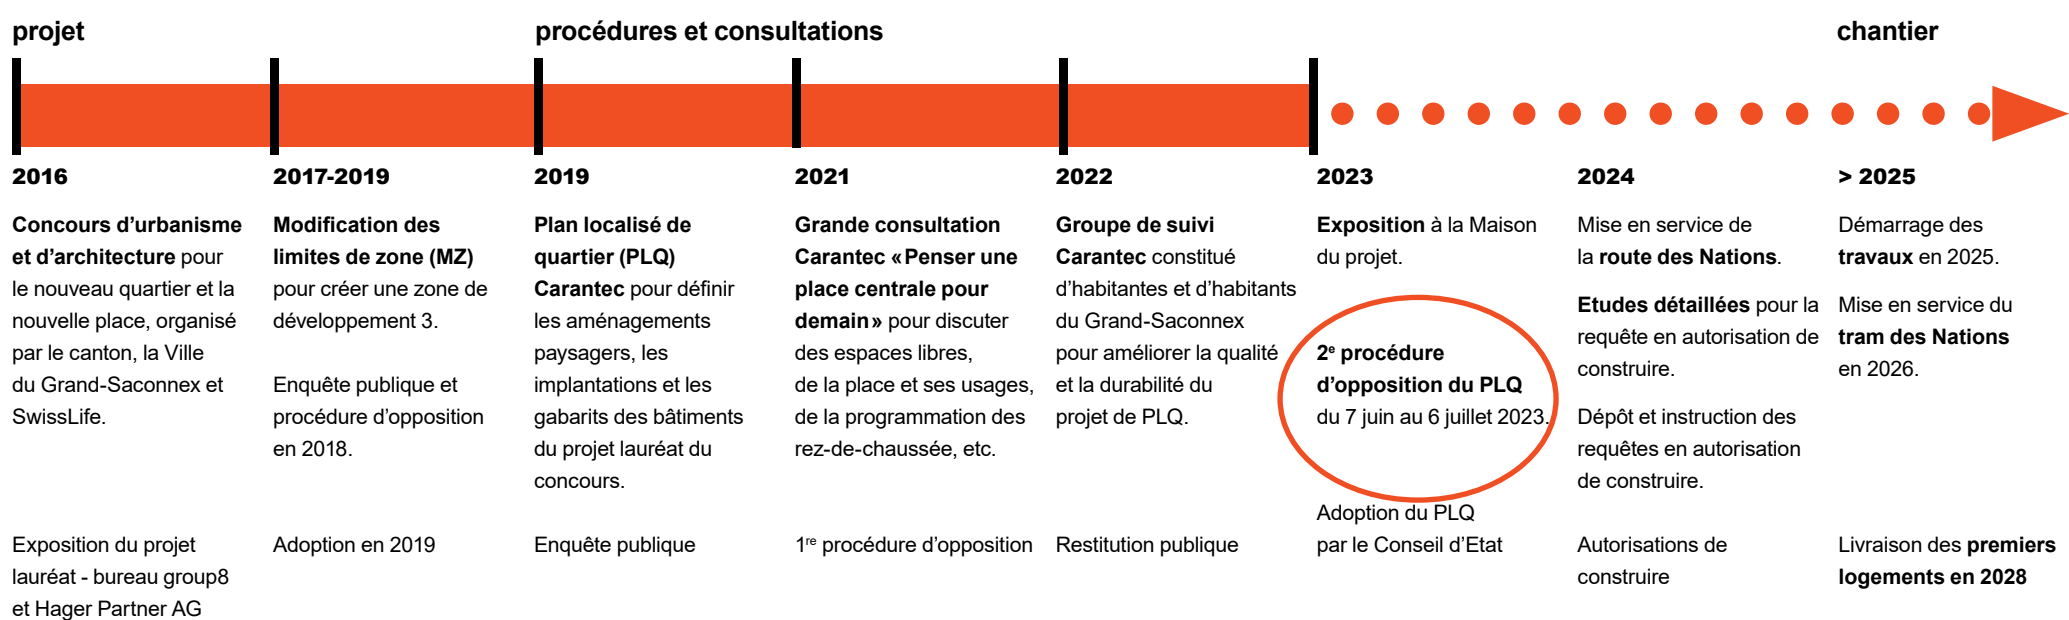 projet
procédures et consultations
chantier
2016
Concours d'urbanisme
et d'architecture pour
le nouveau quartier et la
nouvelle place, organisé
par le canton, la Ville
du Grand-Saconnex et
SwissLife.
Exposition du projet
lauréat - bureau group8
et Hager Partner AG
2017-2019
Modification des
limites de zone (MZ)
pour créer une zone de
développement 3.
Enquête publique et
procédure d'opposition
en 2018.
Adoption en 2019
2019
Plan localisé de
quartier (PLQ)
Carantec pour définir
les aménagements
paysagers, les
implantations et les
gabarits des bâtiments
du projet lauréat du
concours.
Enquête publique
2021
Grande consultation
Carantec «Penser une
place centrale pour
demain» pour discuter
des espaces libres,
de la place et ses usages,
de la programmation des
rez-de-chaussée, etc.
1re procédure d'opposition
2022
Groupe de suivi
Carantec constitué
d'habitantes et d'habitants
du Grand-Saconnex
pour améliorer la qualité
et la durabilité du
projet de PLQ.
Restitution publique
2023
Exposition à la Maison
du projet.
2e procédure
d'opposition du PLQ
du 7 juin au 6 juillet 2023.
Adoption du PLQ
par le Conseil d'Etat
2024
Mise en service de
la route des Nations.
Etudes détaillées pour la
requête en autorisation de
construire.
Dépôt et instruction des
requêtes en autorisation
de construire.
Autorisations de
construire
> 2025
Démarrage des
travaux en 2025.
Mise en service du
tram des Nations
en 2026.
Livraison des premiers
logements en 2028